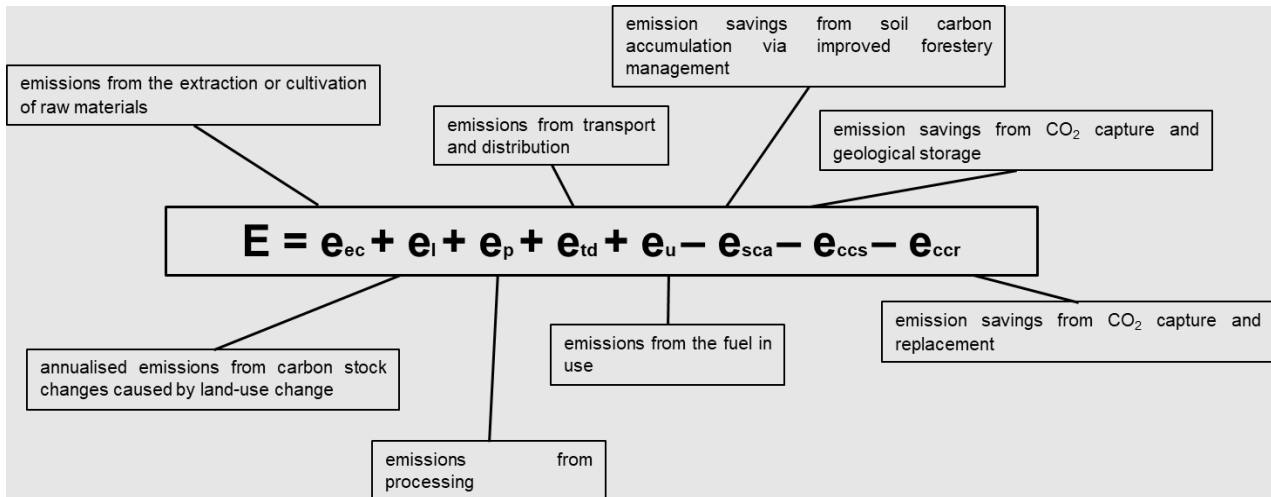 emission savings from soil carbon
accumulation via improved forestery
management
emissions from the extraction or cultivation
of raw materials
emissions from transport
and distribution
emission savings from CO₂ capture and
geological storage
E = eec + el + ep + etd + eu – esca – eccs – eccr
emission savings from CO₂ capture and
replacement
emissions from the fuel in
use
annualised emissions from carbon stock
changes caused by land-use change
emissions from
processing